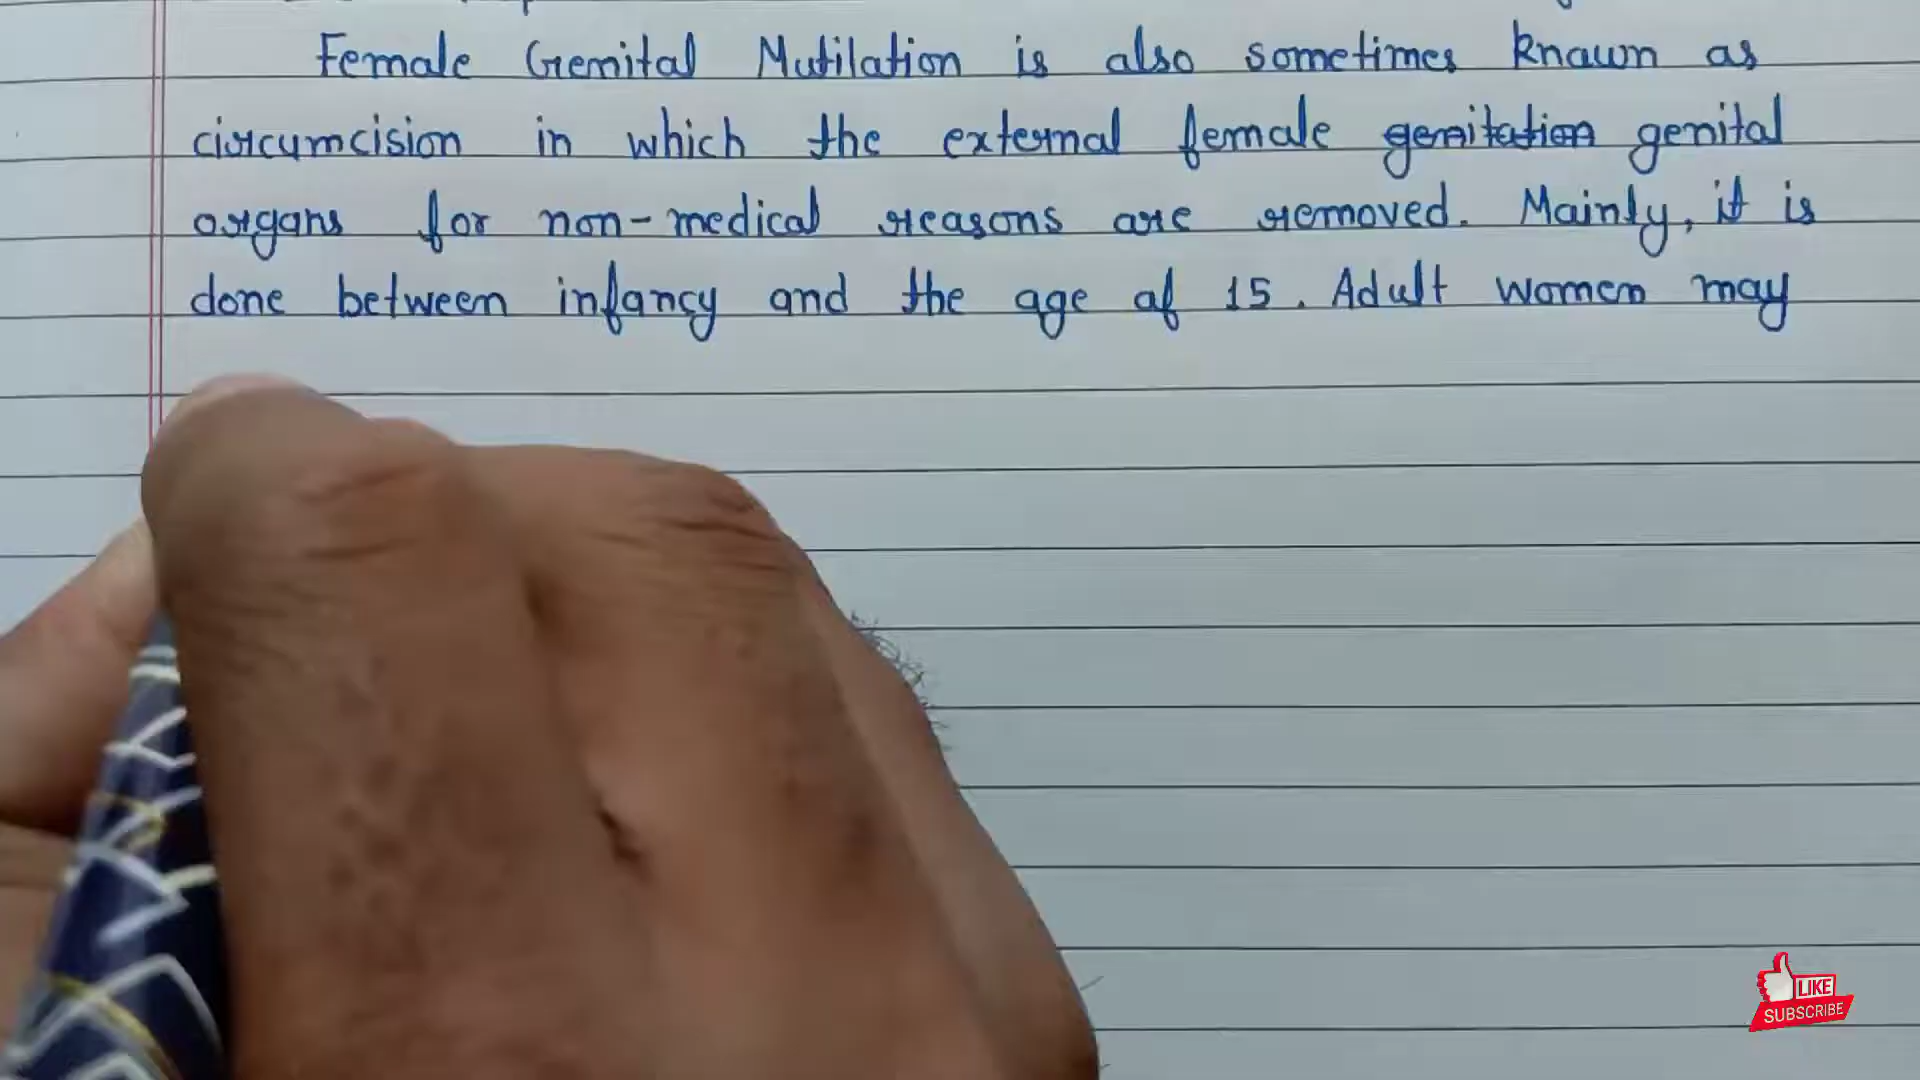 Female Genital Mutilation is also sometimes known as
circumcision in which the external female genitation genital
organs for non-medical reasons are removed. Mainly, it is
done between infancy and the age of 15. Adult women may
LIKE
SUBSCRIBE